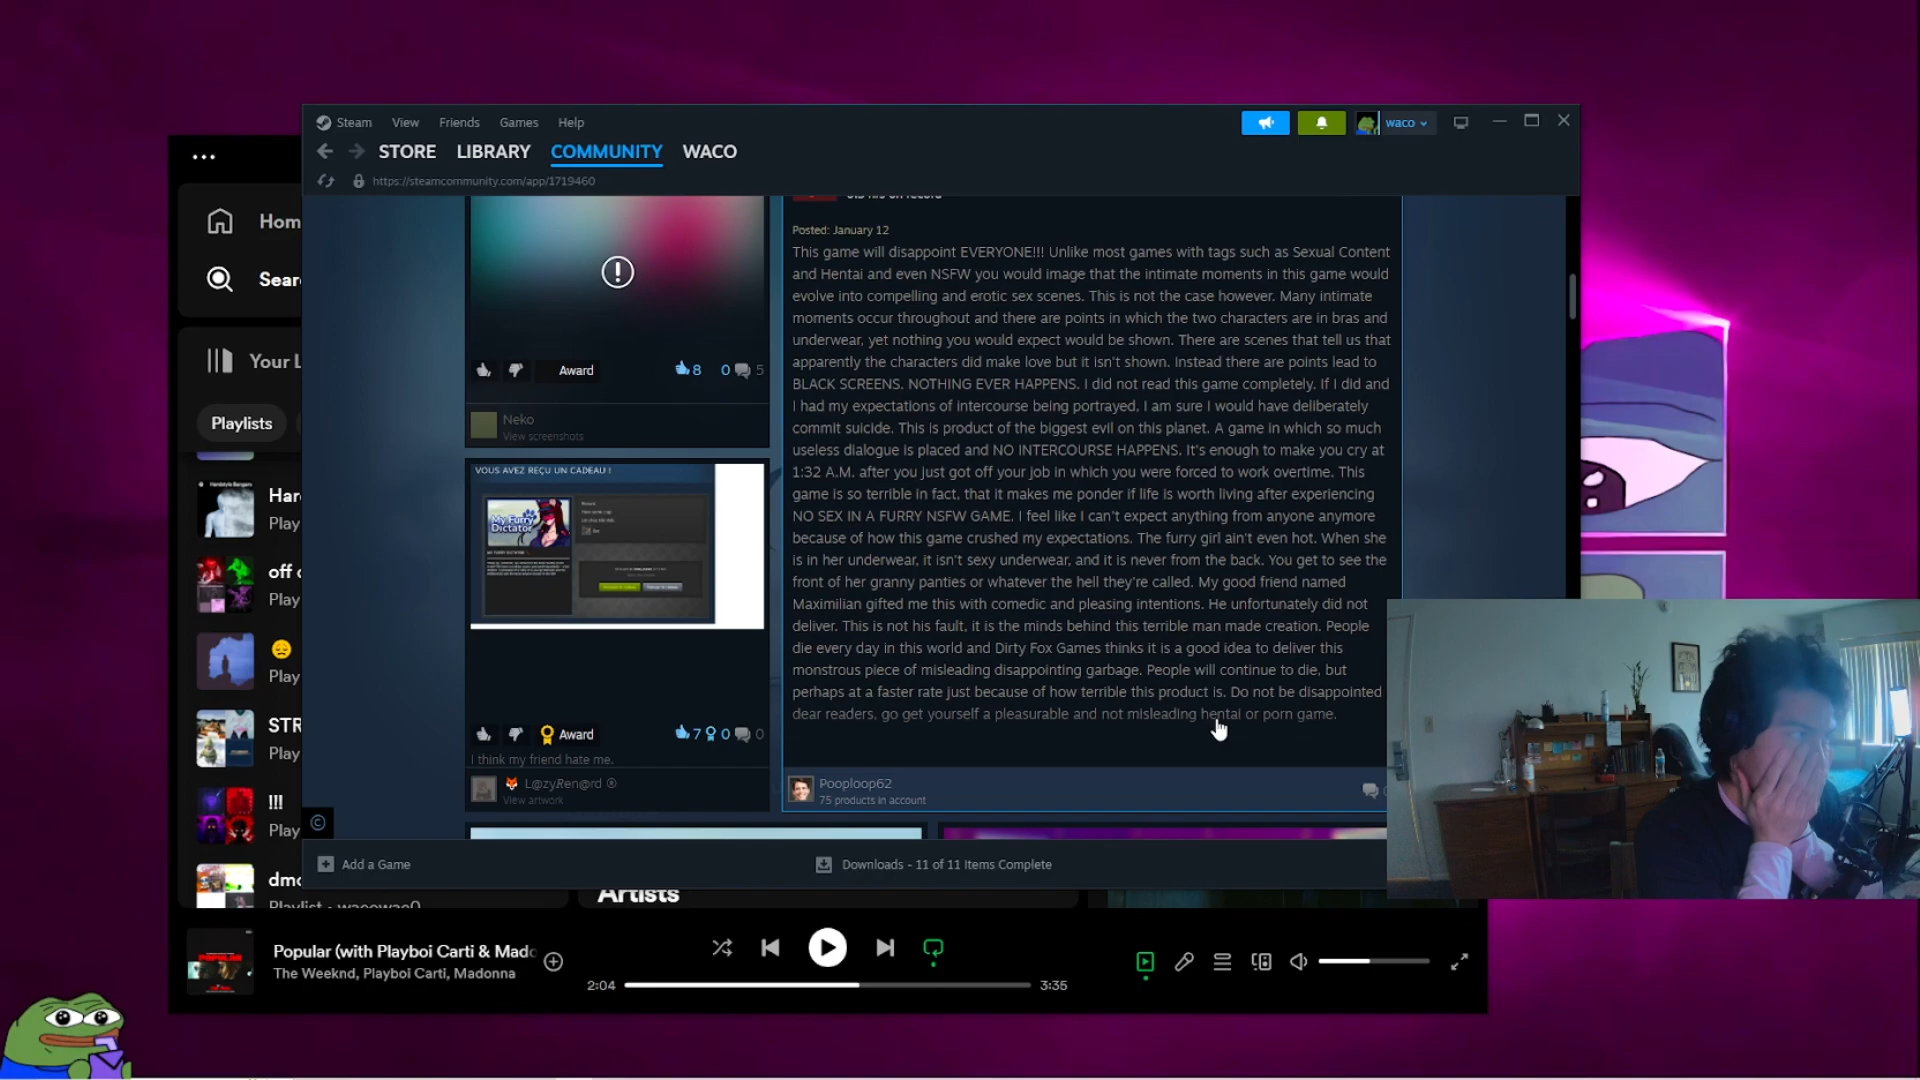 Steam View Friends Games Help
waco
STORE LIBRARY COMMUNITY WACO
https://steamcommunity.com/app/1719460
Playlists
Award
8 0 5
Neko
View screenshots
VOUS AVEZ REÇU UN CADEAU !
My Furry Dictator
Award
7 0 0
I think my friend hate me.
L@zyRen@rd ®
View artwork
Posted: January 12
This game will disappoint EVERYONE!!! Unlike most games with tags such as Sexual Content
and Hentai and even NSFW you would image that the intimate moments in this game would
evolve into compelling and erotic sex scenes. This is not the case however. Many intimate
moments occur throughout and there are points in which the two characters are in bras and
underwear, yet nothing you would expect would be shown. There are scenes that tell us that
apparently the characters did make love but it isn't shown. Instead there are points lead to
BLACK SCREENS. NOTHING EVER HAPPENS. I did not read this game completely. If I did and
I had my expectations of intercourse being portrayed, I am sure I would have deliberately
commit suicide. This is product of the biggest evil on this planet. A game in which so much
useless dialogue is placed and NO INTERCOURSE HAPPENS. It's enough to make you cry at
1:32 A.M. after you just got off your job in which you were forced to work overtime. This
game is so terrible in fact, that it makes me ponder if life is worth living after experiencing
NO SEX IN A FURRY NSFW GAME. I feel like I can't expect anything from anyone anymore
because of how this game crushed my expectations. The furry girl ain't even hot. When she
is in her underwear, it isn't sexy underwear, and it is never from the back. You get to see the
front of her granny panties or whatever the hell they're called. My good friend named
Maximilian gifted me this with comedic and pleasing intentions. He unfortunately did not
deliver. This is not his fault, it is the minds behind this terrible man made creation. People
die every day in this world and Dirty Fox Games thinks it is a good idea to deliver this
monstrous piece of misleading disappointing garbage. People will continue to die, but
perhaps at a faster rate just because of how terrible this product is. Do not be disappointed
dear readers, go get yourself a pleasurable and not misleading hentai or porn game.
Pooploop62
75 products in account
Add a Game
Downloads - 11 of 11 Items Complete
Artists
Popular (with Playboi Carti & Mado
The Weeknd, Playboi Carti, Madonna
2:04
3:35